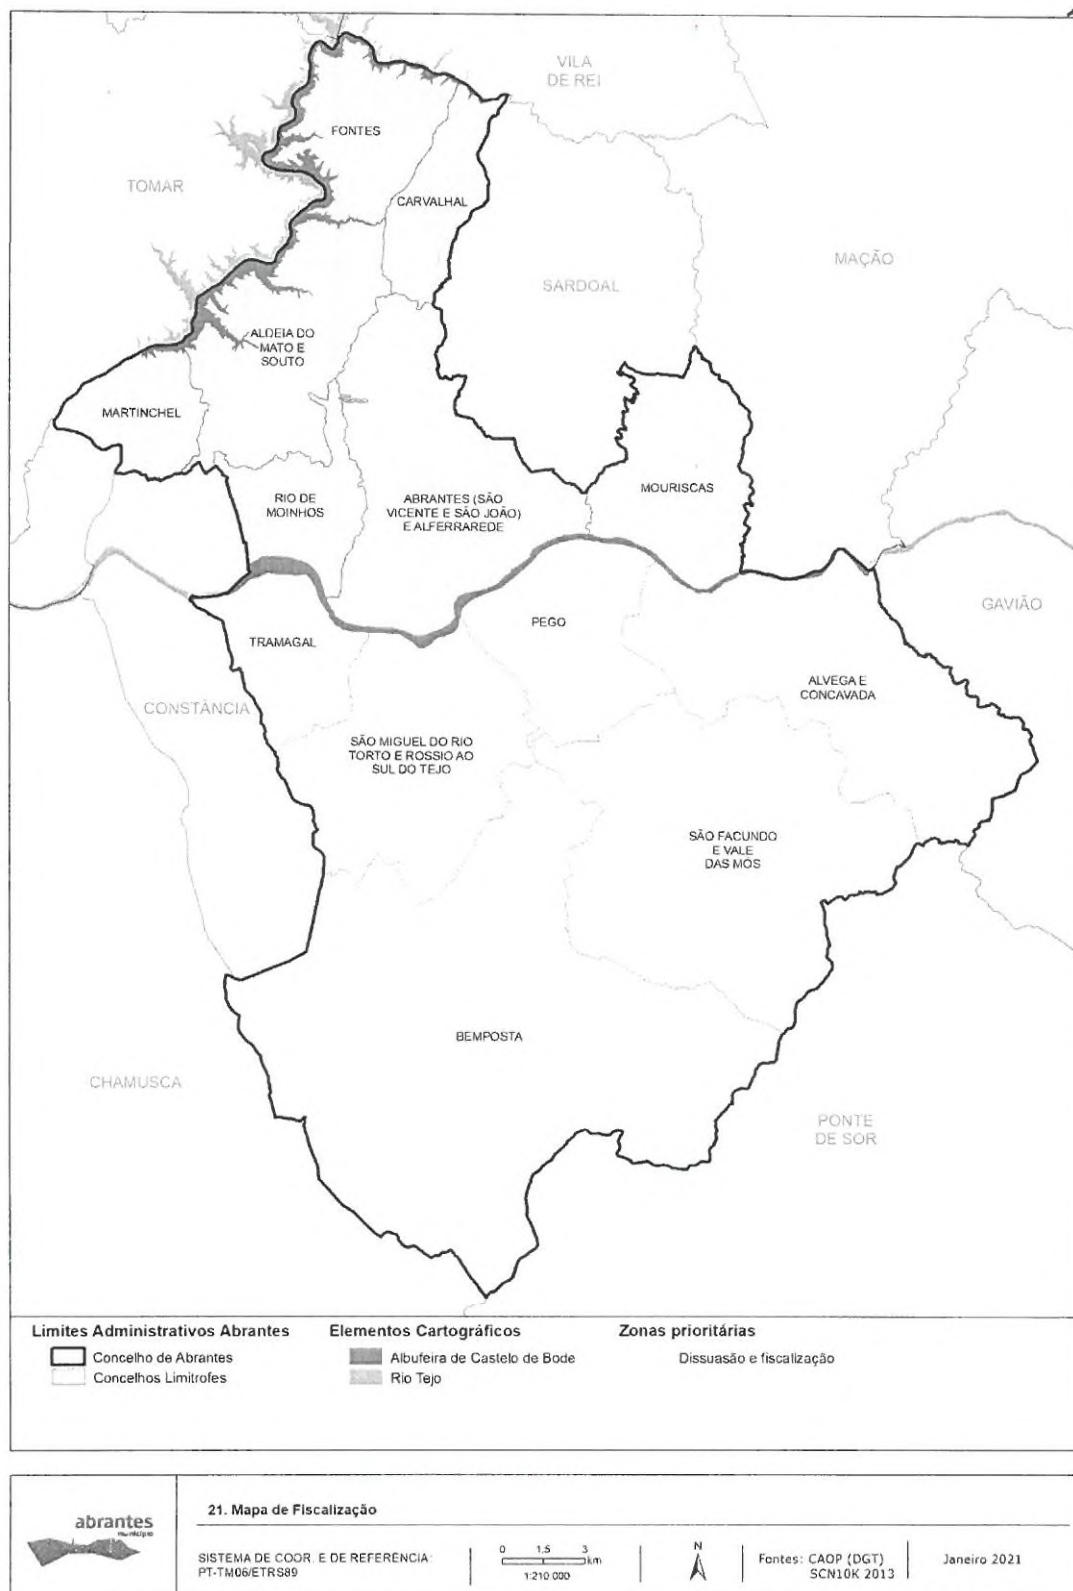 VILA
DE REI
FONTES
TOMAR
CARVALHAL
MAÇÃO
SARDOAL
ALDEIA DO
MATO E
SOUTO
MARTINCHEL
RIO DE
MOINHOS
ABRANTES (SÃO
VICENTE E SÃO JOÃO)
E ALFERRAREDE
MOURISCAS
GAVIÃO
PEGO
TRAMAGAL
ALVEGA E
CONCAVADA
CONSTÂNCIA
SÃO MIGUEL DO RIO
TORTO E ROSSIO AO
SUL DO TEJO
SÃO FACUNDO
E VALE
DAS MÓS
BEMPOSTA
CHAMUSCA
PONTE
DE SOR
Limites Administrativos Abrantes
Concelho de Abrantes
Concelhos Limitrofes
Elementos Cartográficos
Albufeira de Castelo de Bode
Rio Tejo
Zonas prioritárias
Dissuasão e fiscalização
abrantes
município
21. Mapa de Fiscalização
SISTEMA DE COOR. E DE REFERÊNCIA:
PT-TM06/ETRS89
0 1,5 3
km
1:210 000
N
Fontes: CAOP (DGT)
SCN10K 2013
Janeiro 2021